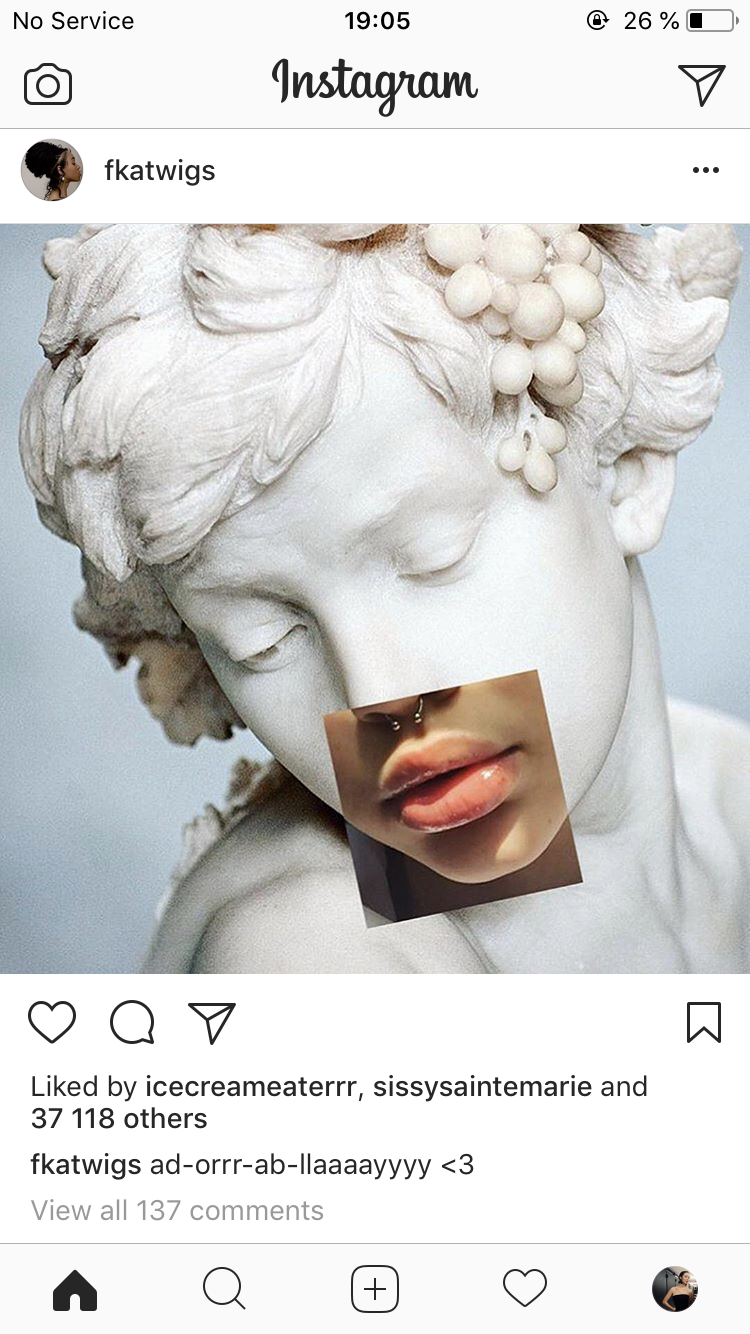 No Service 19:05 26 %
Instagram
fkatwigs
Liked by icecreameaterrr, sissysaintemarie and
37 118 others
fkatwigs ad-orrr-ab-llaaaayyyy <3
View all 137 comments